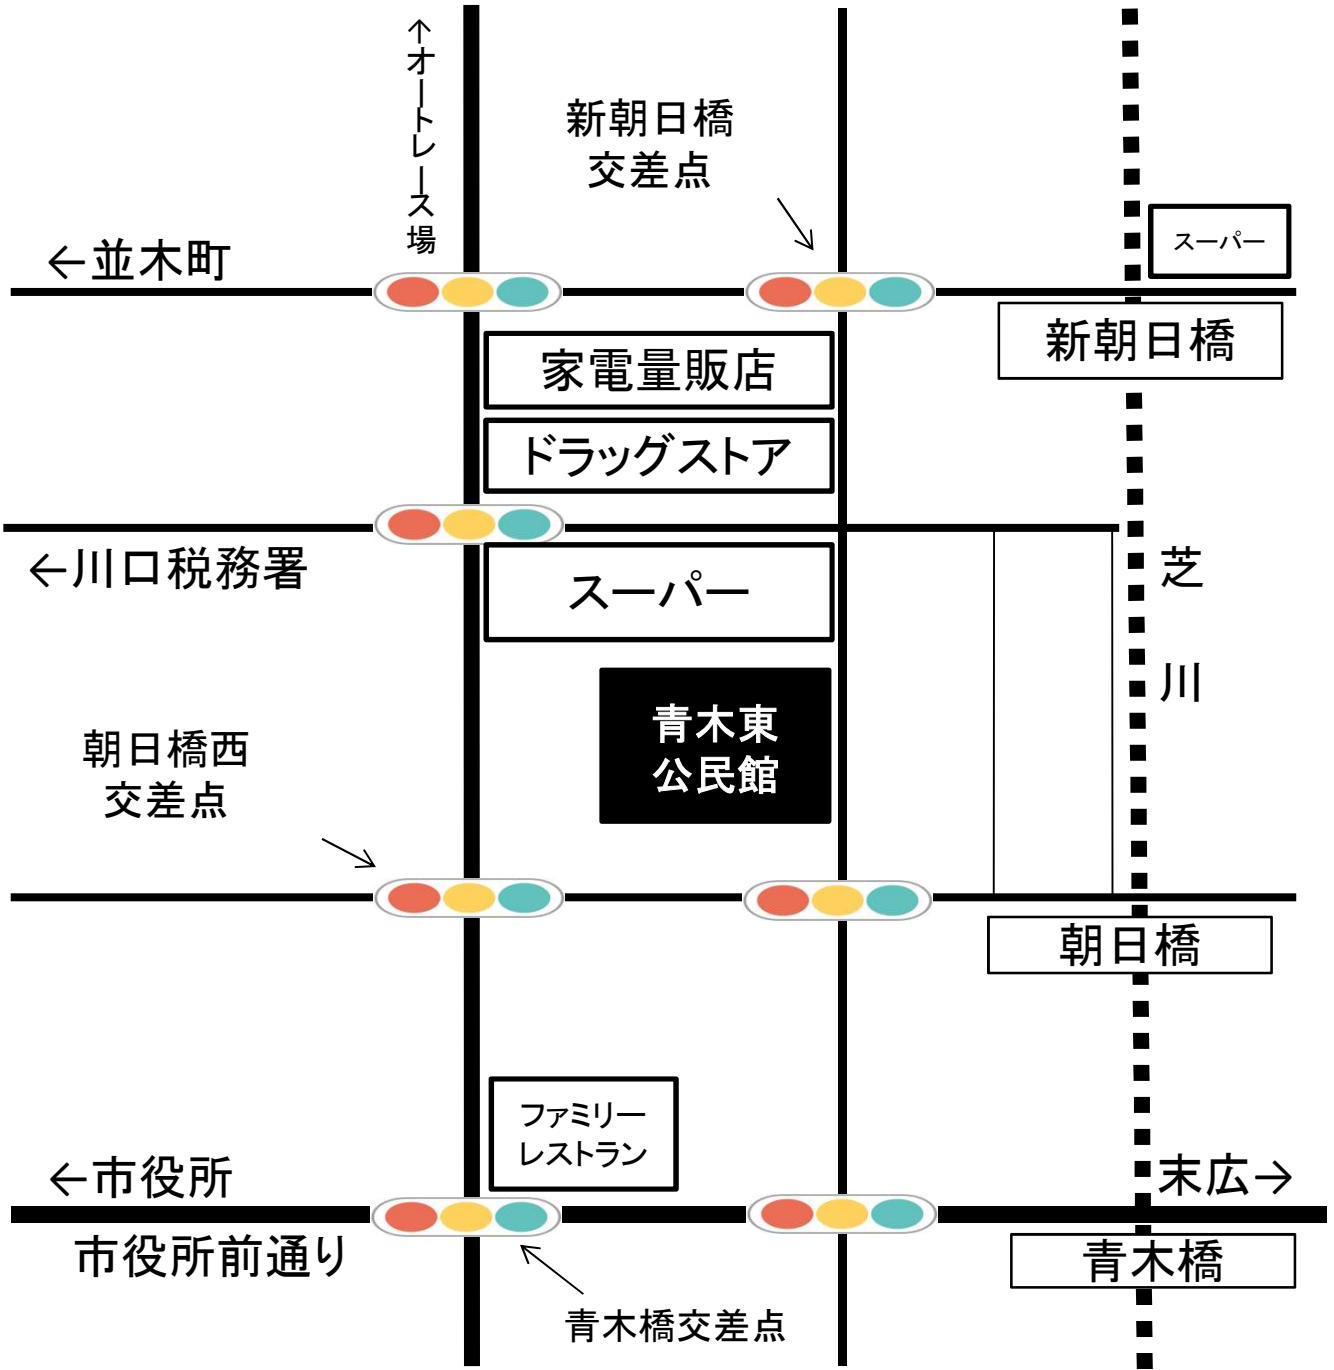 ↑オートレース場
新朝日橋
交差点
スーパー
←並木町
新朝日橋
家電量販店
ドラッグストア
←川口税務署
スーパー
芝川
青木東
公民館
朝日橋西
交差点
朝日橋
ファミリー
レストラン
←市役所
末広→
市役所前通り
青木橋
青木橋交差点